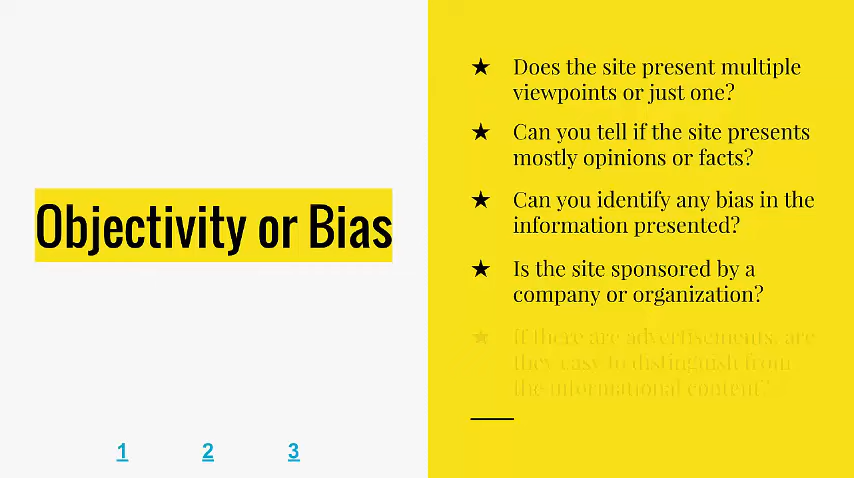 Objectivity or Bias
1 2 3
★ Does the site present multiple
viewpoints or just one?
★ Can you tell if the site presents
mostly opinions or facts?
★ Can you identify any bias in the
information presented?
★ Is the site sponsored by a
company or organization?
★ If there are advertisements, are
they easy to distinguish from
the informational content?